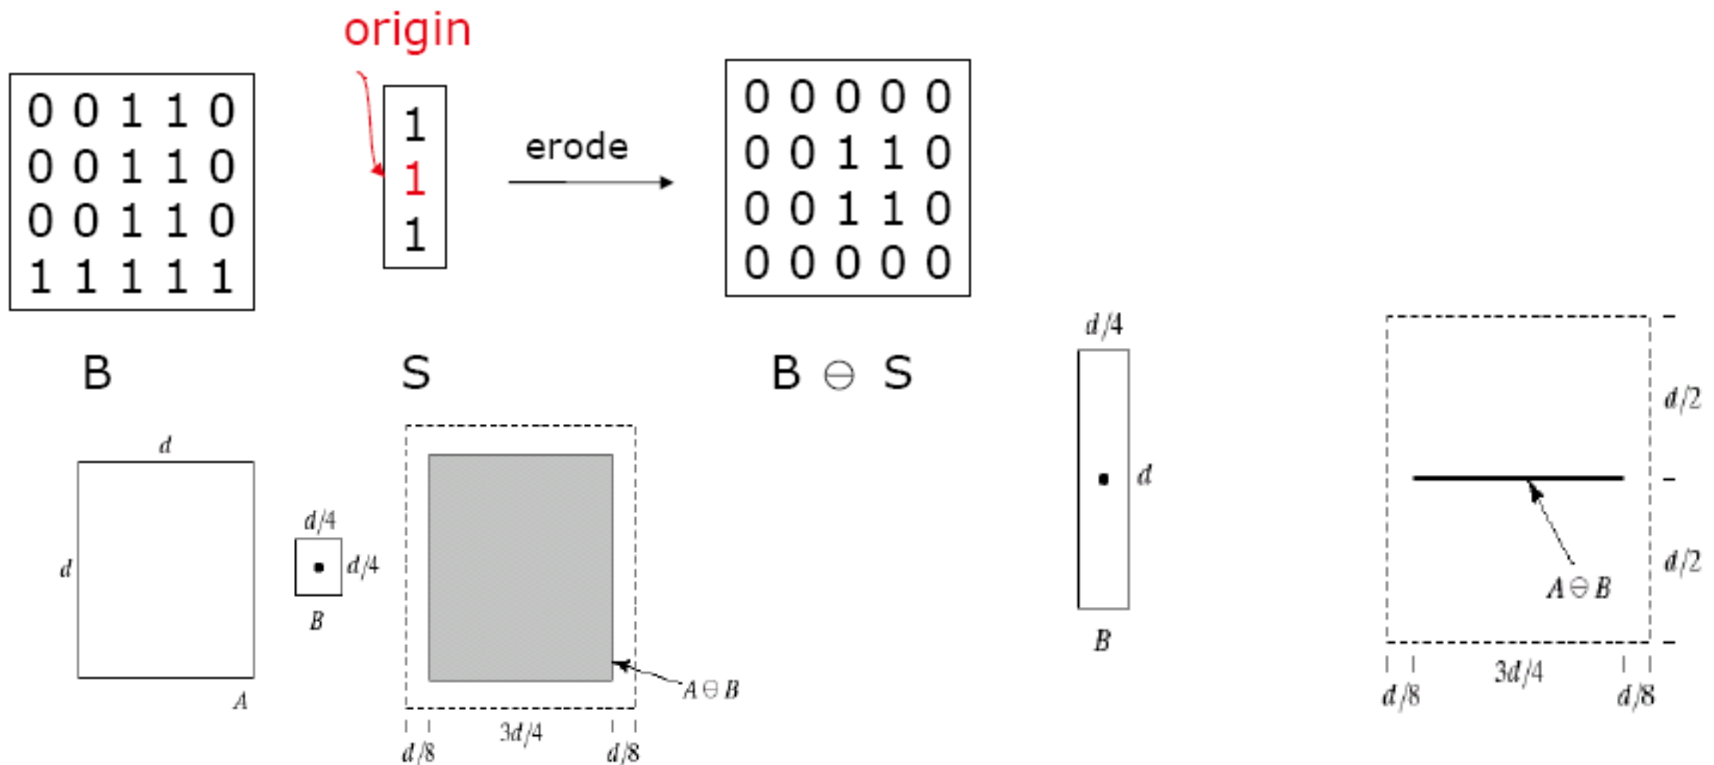 origin
0 0 1 1 0
0 0 1 1 0
0 0 1 1 0
1 1 1 1 1
1
1
1
erode
0 0 0 0 0
0 0 1 1 0
0 0 1 1 0
0 0 0 0 0
B
S
B ⊖ S
d
d
A
d/4
d/4
B
A ⊖ B
d/8
3d/4
d/8
d/4
d
B
d/2
d/2
A ⊖ B
d/8
3d/4
d/8